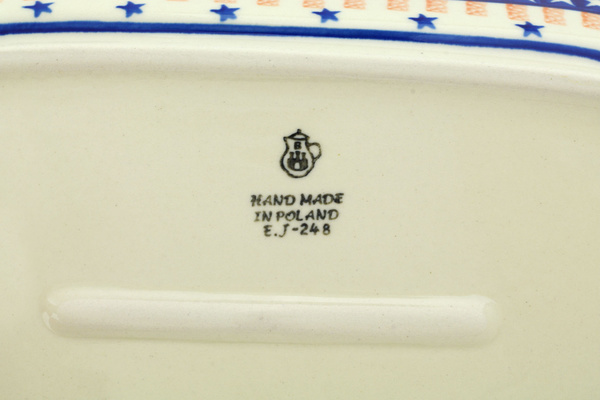 B
HAND MADE
IN POLAND
E.J-248